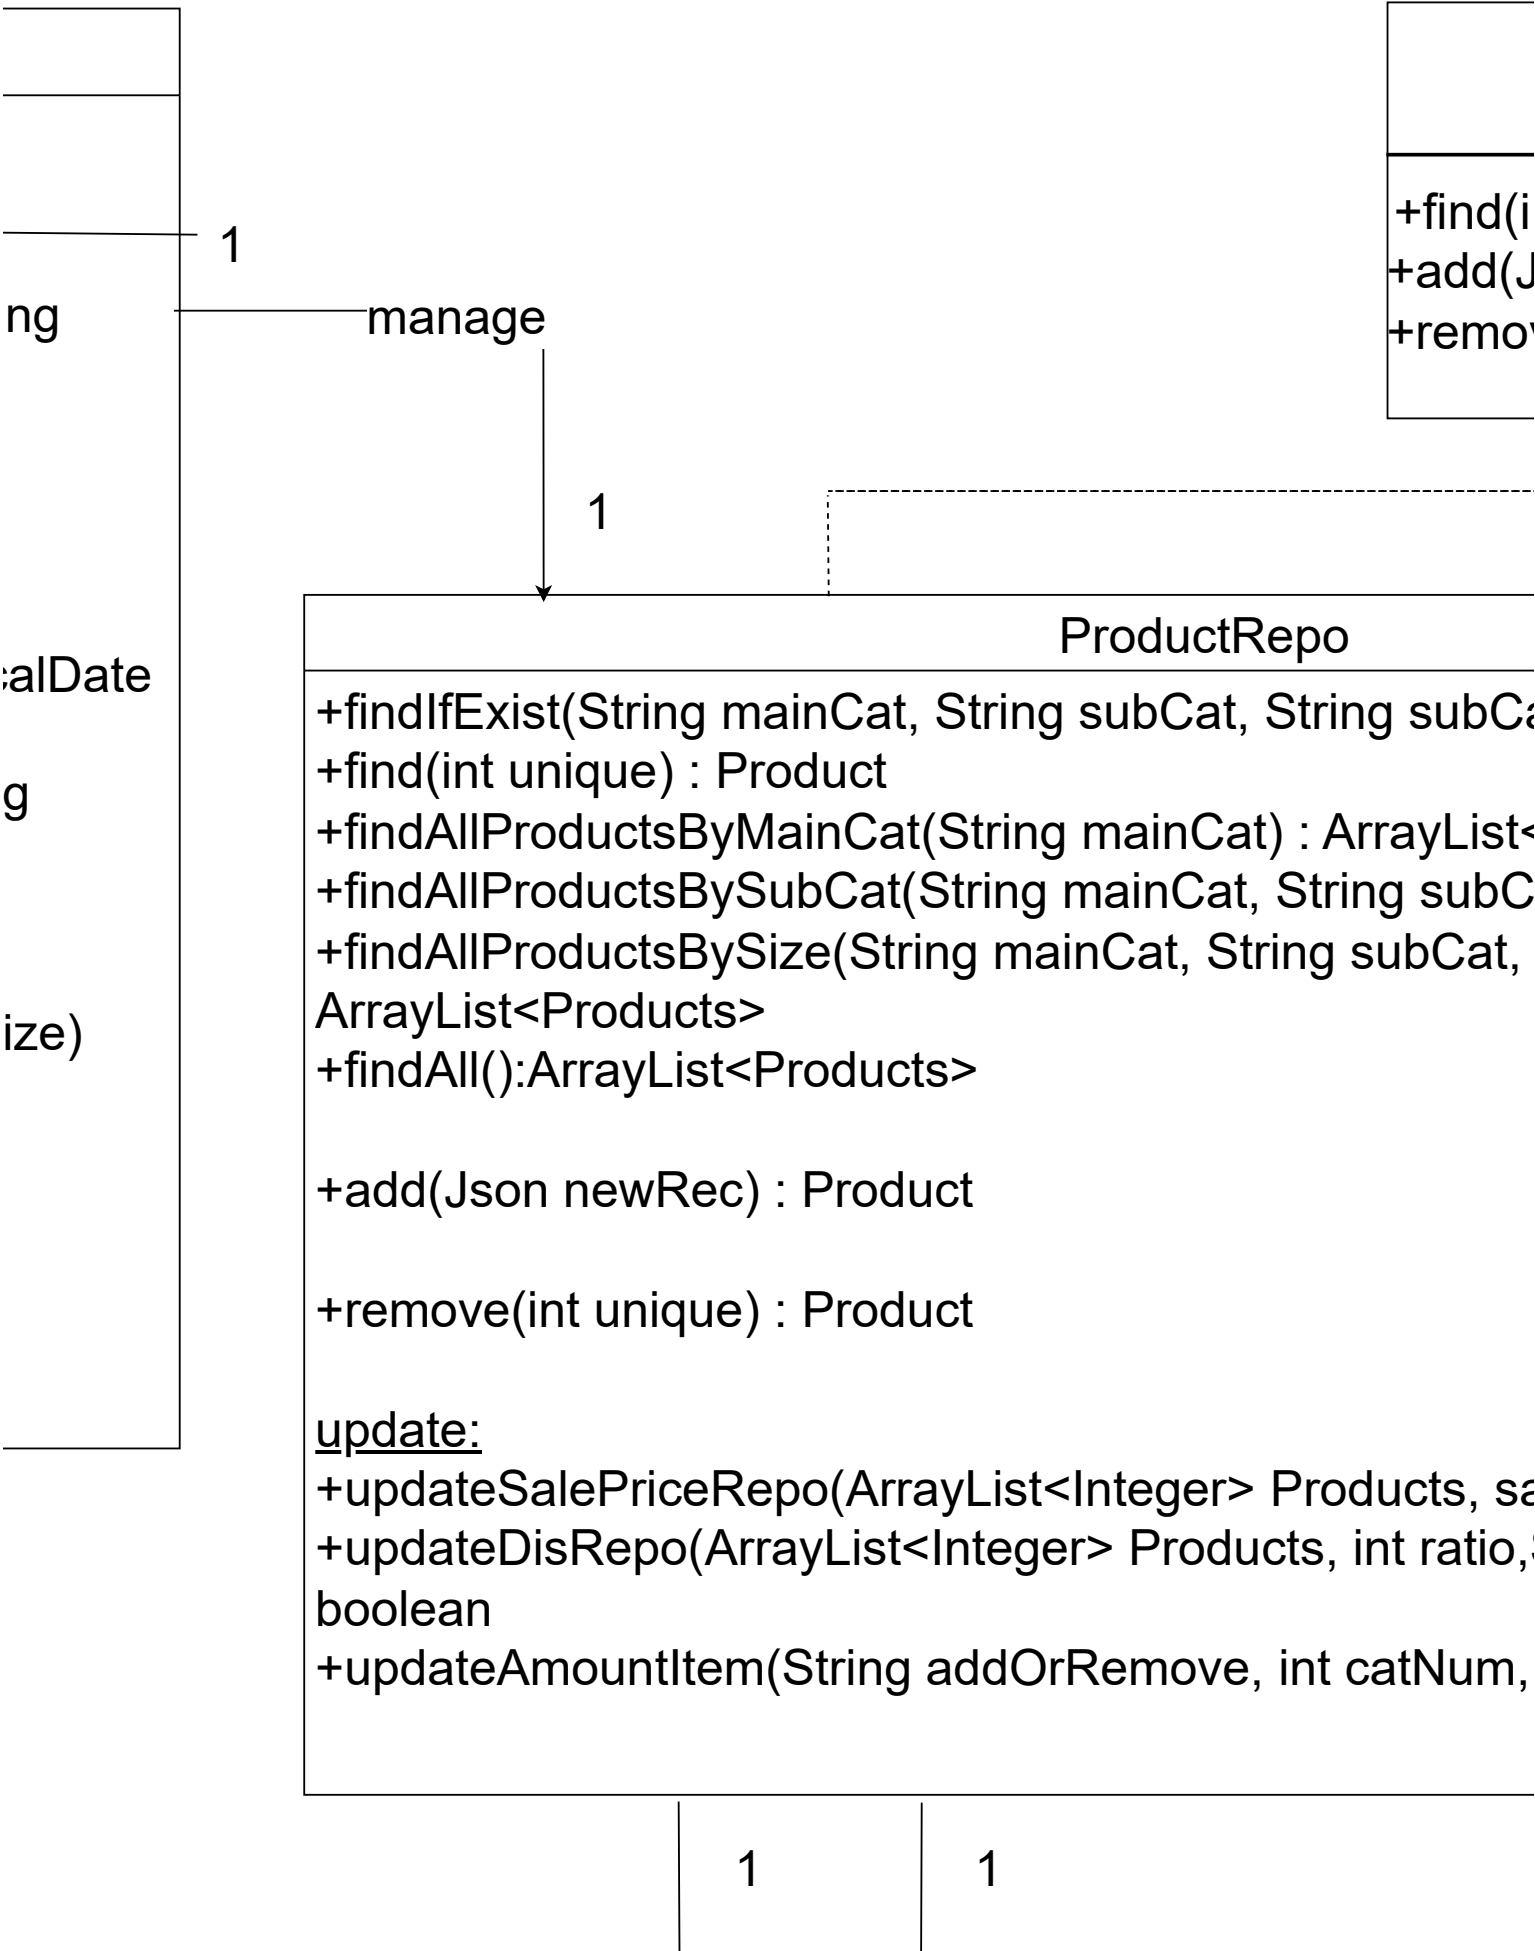 1
ng
manage
calDate
g
ize)
1
+find(i
+add(J
+remov
ProductRepo
+findIfExist(String mainCat, String subCat, String subCa
+find(int unique) : Product
+findAllProductsByMainCat(String mainCat) : ArrayList<
+findAllProductsBySubCat(String mainCat, String subC
+findAllProductsBySize(String mainCat, String subCat,
ArrayList<Products>
+findAll():ArrayList<Products>
+add(Json newRec) : Product
+remove(int unique) : Product
update:
+updateSalePriceRepo(ArrayList<Integer> Products, sa
+updateDisRepo(ArrayList<Integer> Products, int ratio,S
boolean
+updateAmountItem(String addOrRemove, int catNum,
1
1